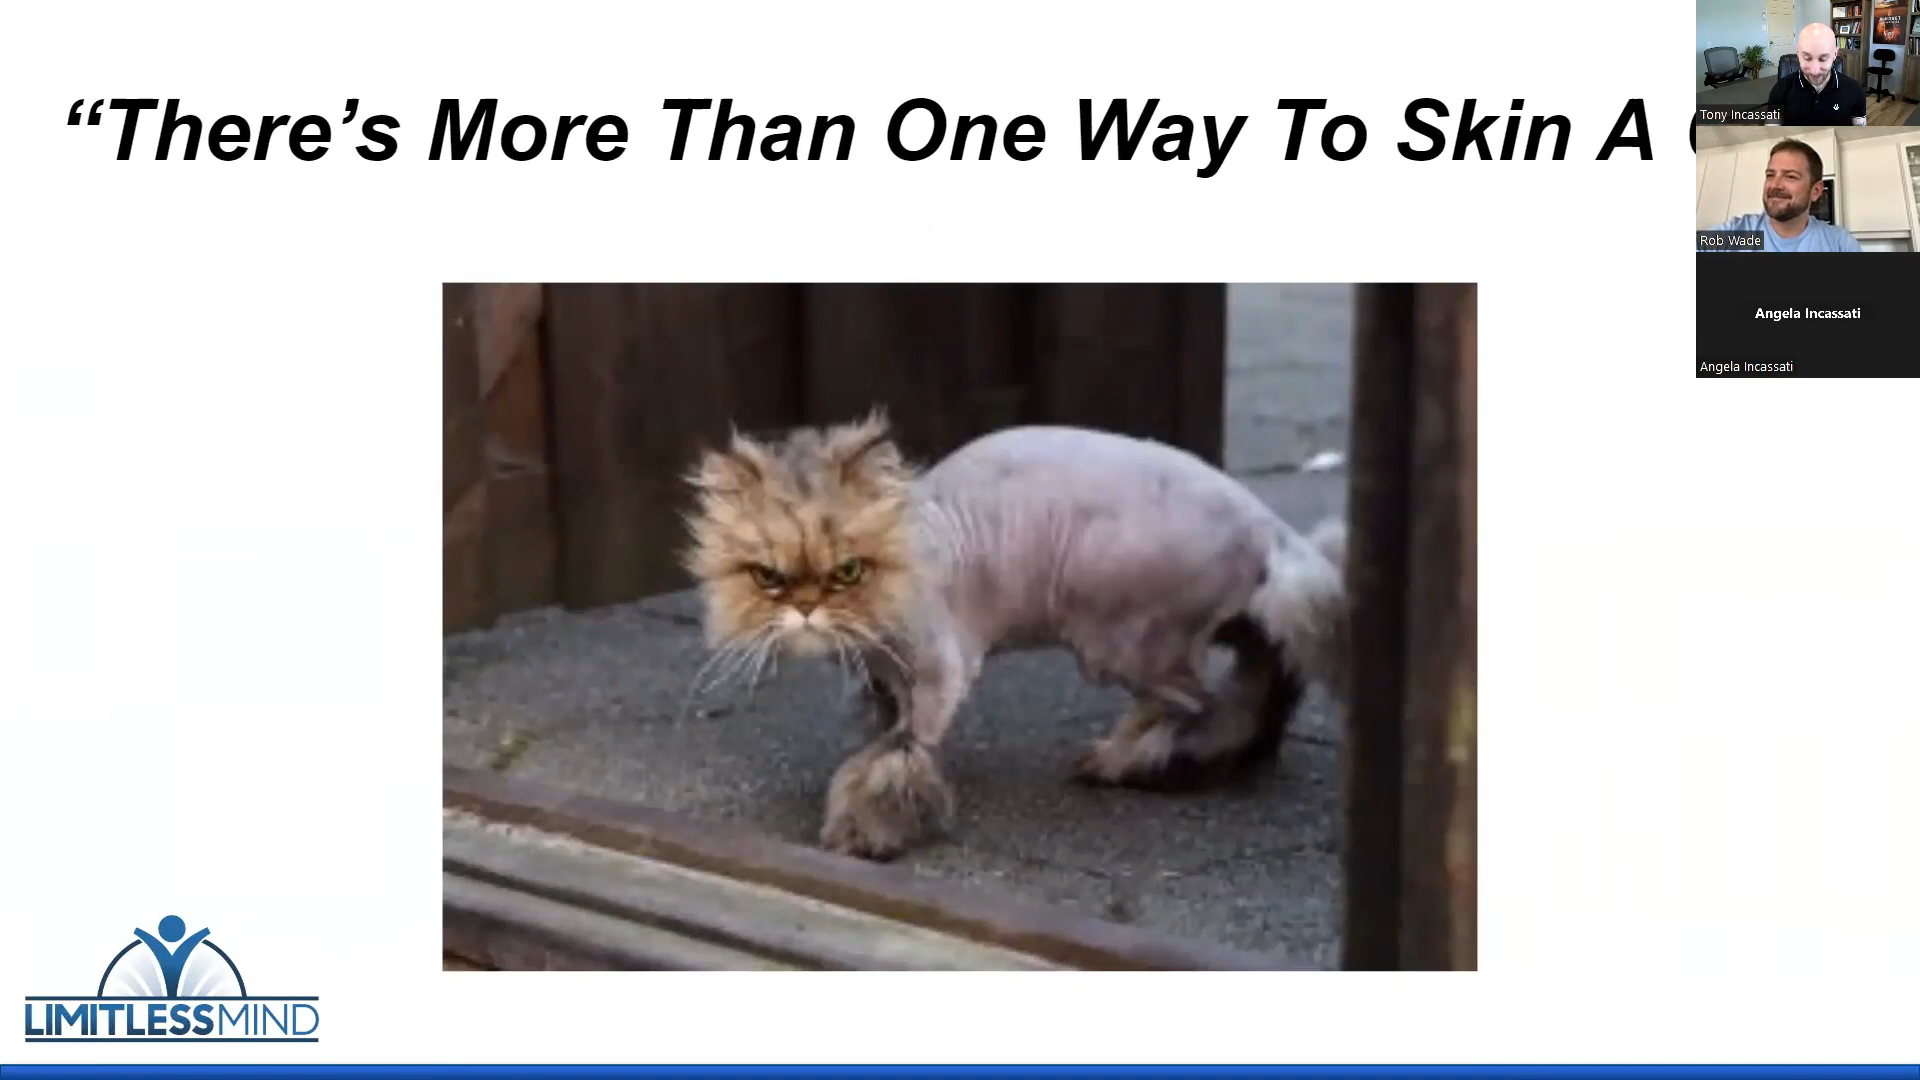 “There’s More Than One Way To Skin A
Tony Incassati
Rob Wade
Angela Incassati
Angela Incassati
LIMITLESSMIND